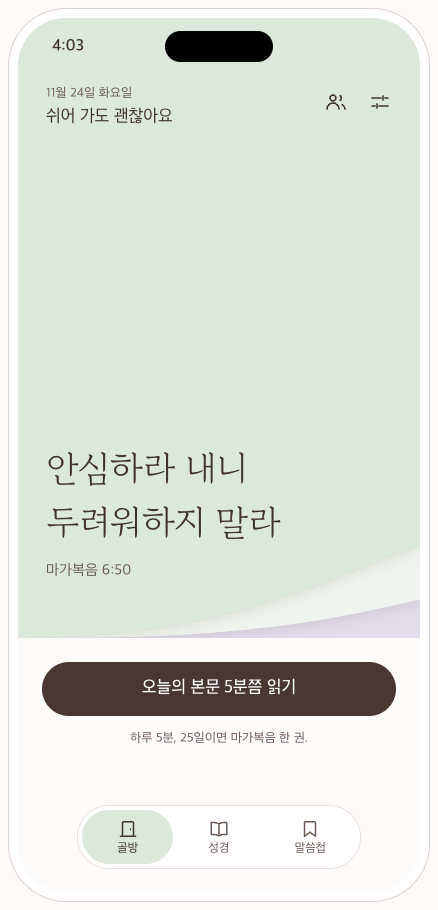 4:03
11월 24일 화요일
쉬어 가도 괜찮아요
안심하라 내니
두려워하지 말라
마가복음 6:50
오늘의 본문 5분쯤 읽기
하루 5분, 25일이면 마가복음 한 권.
골방
성경
말씀첩